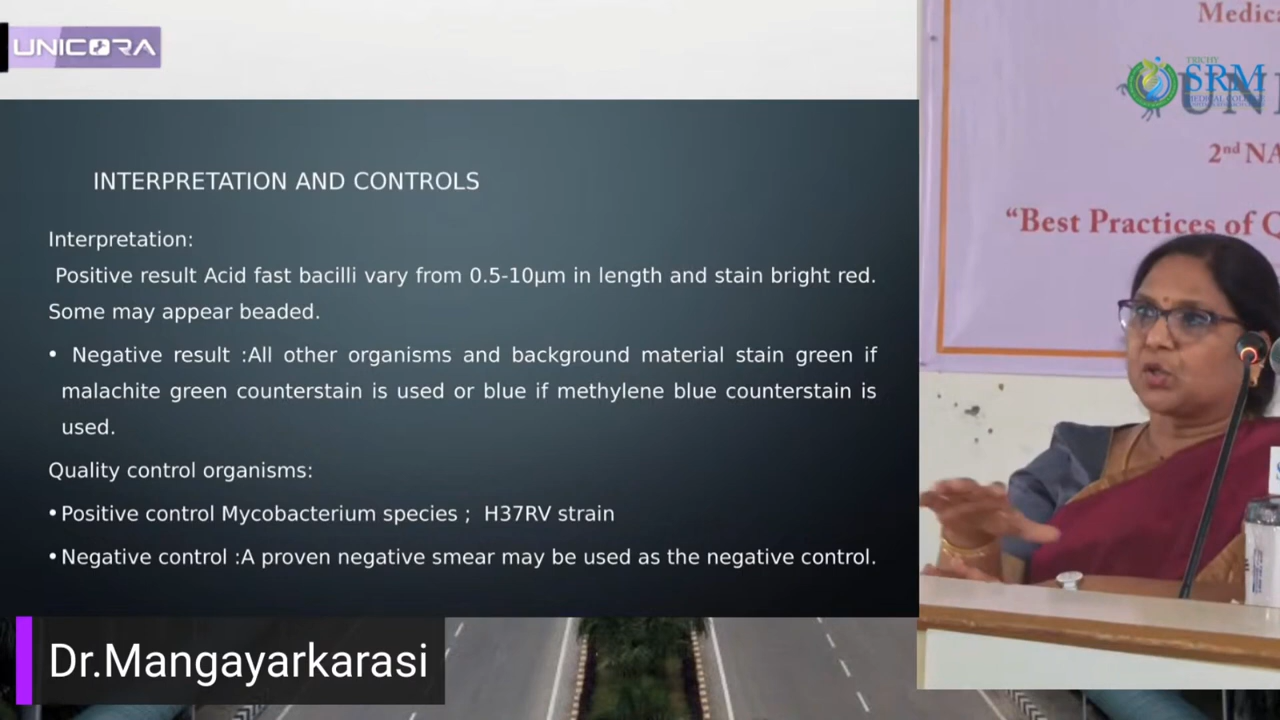 UNICORA
INTERPRETATION AND CONTROLS
Interpretation:
Positive result Acid fast bacilli vary from 0.5-10µm in length and stain bright red.
Some may appear beaded.
• Negative result :All other organisms and background material stain green if
malachite green counterstain is used or blue if methylene blue counterstain is
used.
Quality control organisms:
• Positive control Mycobacterium species ; H37RV strain
• Negative control :A proven negative smear may be used as the negative control.
Dr.Mangayarkarasi
Medica
TRICHY
SRM
UNI
2nd NA
“Best Practices of Q